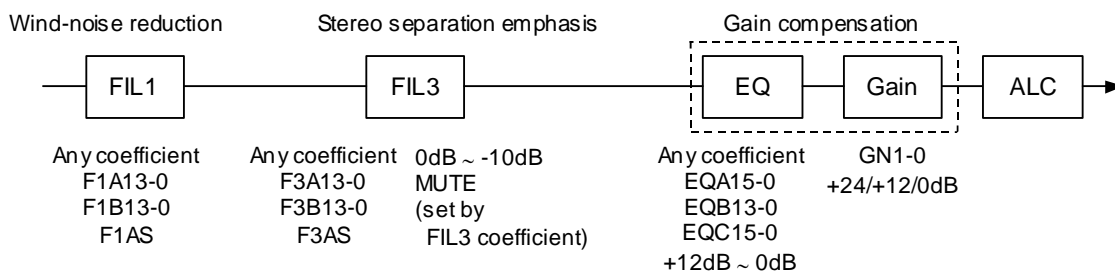 Wind-noise reduction
Stereo separation emphasis
Gain compensation
FIL1
FIL3
EQ
Gain
ALC
Any coefficient
F1A13-0
F1B13-0
F1AS
Any coefficient
F3A13-0
F3B13-0
F3AS
0dB ~ -10dB
MUTE
(set by
FIL3 coefficient)
Any coefficient
EQA15-0
EQB13-0
EQC15-0
+12dB ~ 0dB
GN1-0
+24/+12/0dB